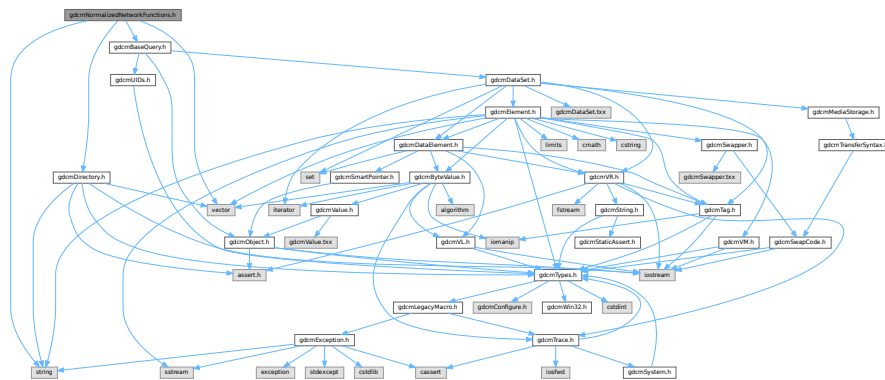 gdcmNormalizedNetworkFunctions.h
gdcmBaseQuery.h
gdcmUIDs.h
gdcmDataSet.h
gdcmElement.h
gdcmDataSet.txx
gdcmMediaStorage.h
gdcmDataElement.h
limits
cmath
cstring
gdcmSwapper.h
gdcmTransferSyntax.h
gdcmDirectory.h
set
gdcmSmartPointer.h
gdcmByteValue.h
gdcmVR.h
gdcmSwapper.txx
vector
iterator
gdcmValue.h
algorithm
fstream
gdcmString.h
gdcmTag.h
gdcmObject.h
gdcmValue.txx
gdcmVL.h
iomanip
gdcmStaticAssert.h
gdcmVM.h
gdcmSwapCode.h
assert.h
gdcmTypes.h
iostream
gdcmLegacyMacro.h
gdcmConfigure.h
gdcmWin32.h
cstdint
gdcmException.h
gdcmTrace.h
string
sstream
exception
stdexcept
cstdlib
cassert
iosfwd
gdcmSystem.h